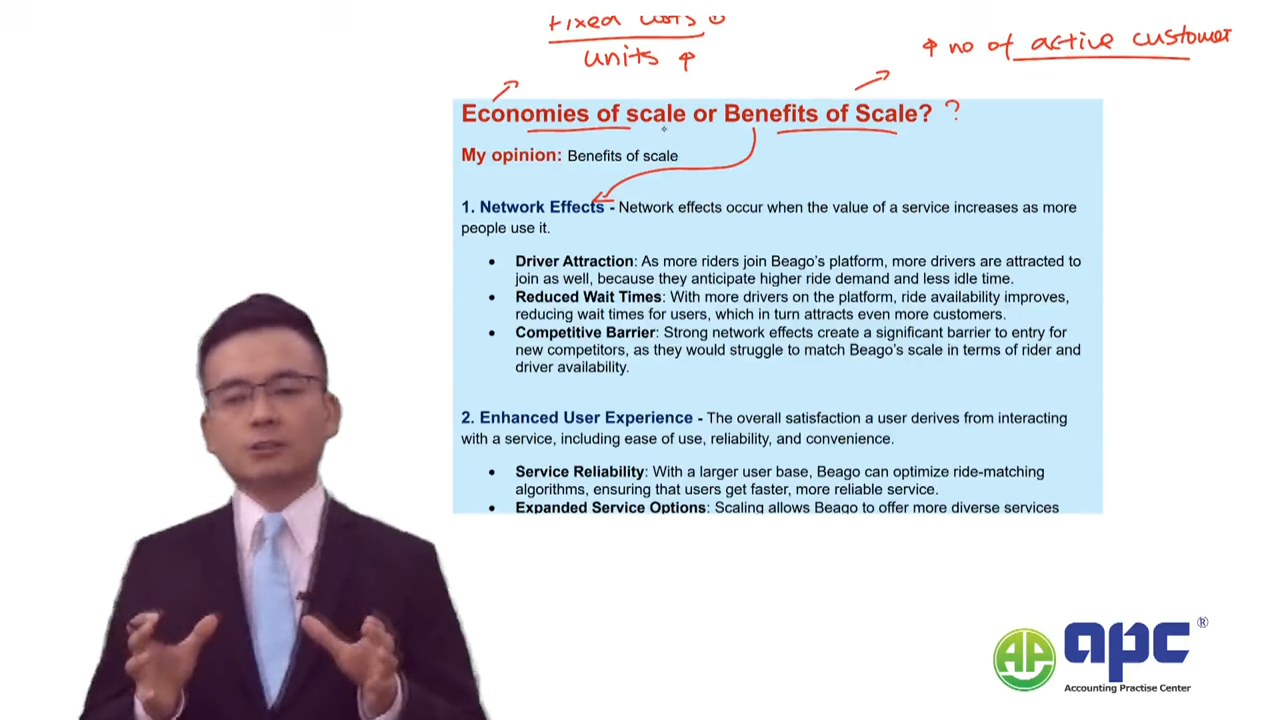 Fixed costs
units ↑
↑ no of active customer
Economies of scale or Benefits of Scale? ?
My opinion: Benefits of scale
1. Network Effects - Network effects occur when the value of a service increases as more
people use it.
• Driver Attraction: As more riders join Beago's platform, more drivers are attracted to
join as well, because they anticipate higher ride demand and less idle time.
• Reduced Wait Times: With more drivers on the platform, ride availability improves,
reducing wait times for users, which in turn attracts even more customers.
• Competitive Barrier: Strong network effects create a significant barrier to entry for
new competitors, as they would struggle to match Beago's scale in terms of rider and
driver availability.
2. Enhanced User Experience - The overall satisfaction a user derives from interacting
with a service, including ease of use, reliability, and convenience.
• Service Reliability: With a larger user base, Beago can optimize ride-matching
algorithms, ensuring that users get faster, more reliable service.
• Expanded Service Options: Scaling allows Beago to offer more diverse services
AP apc ®
Accounting Practise Center